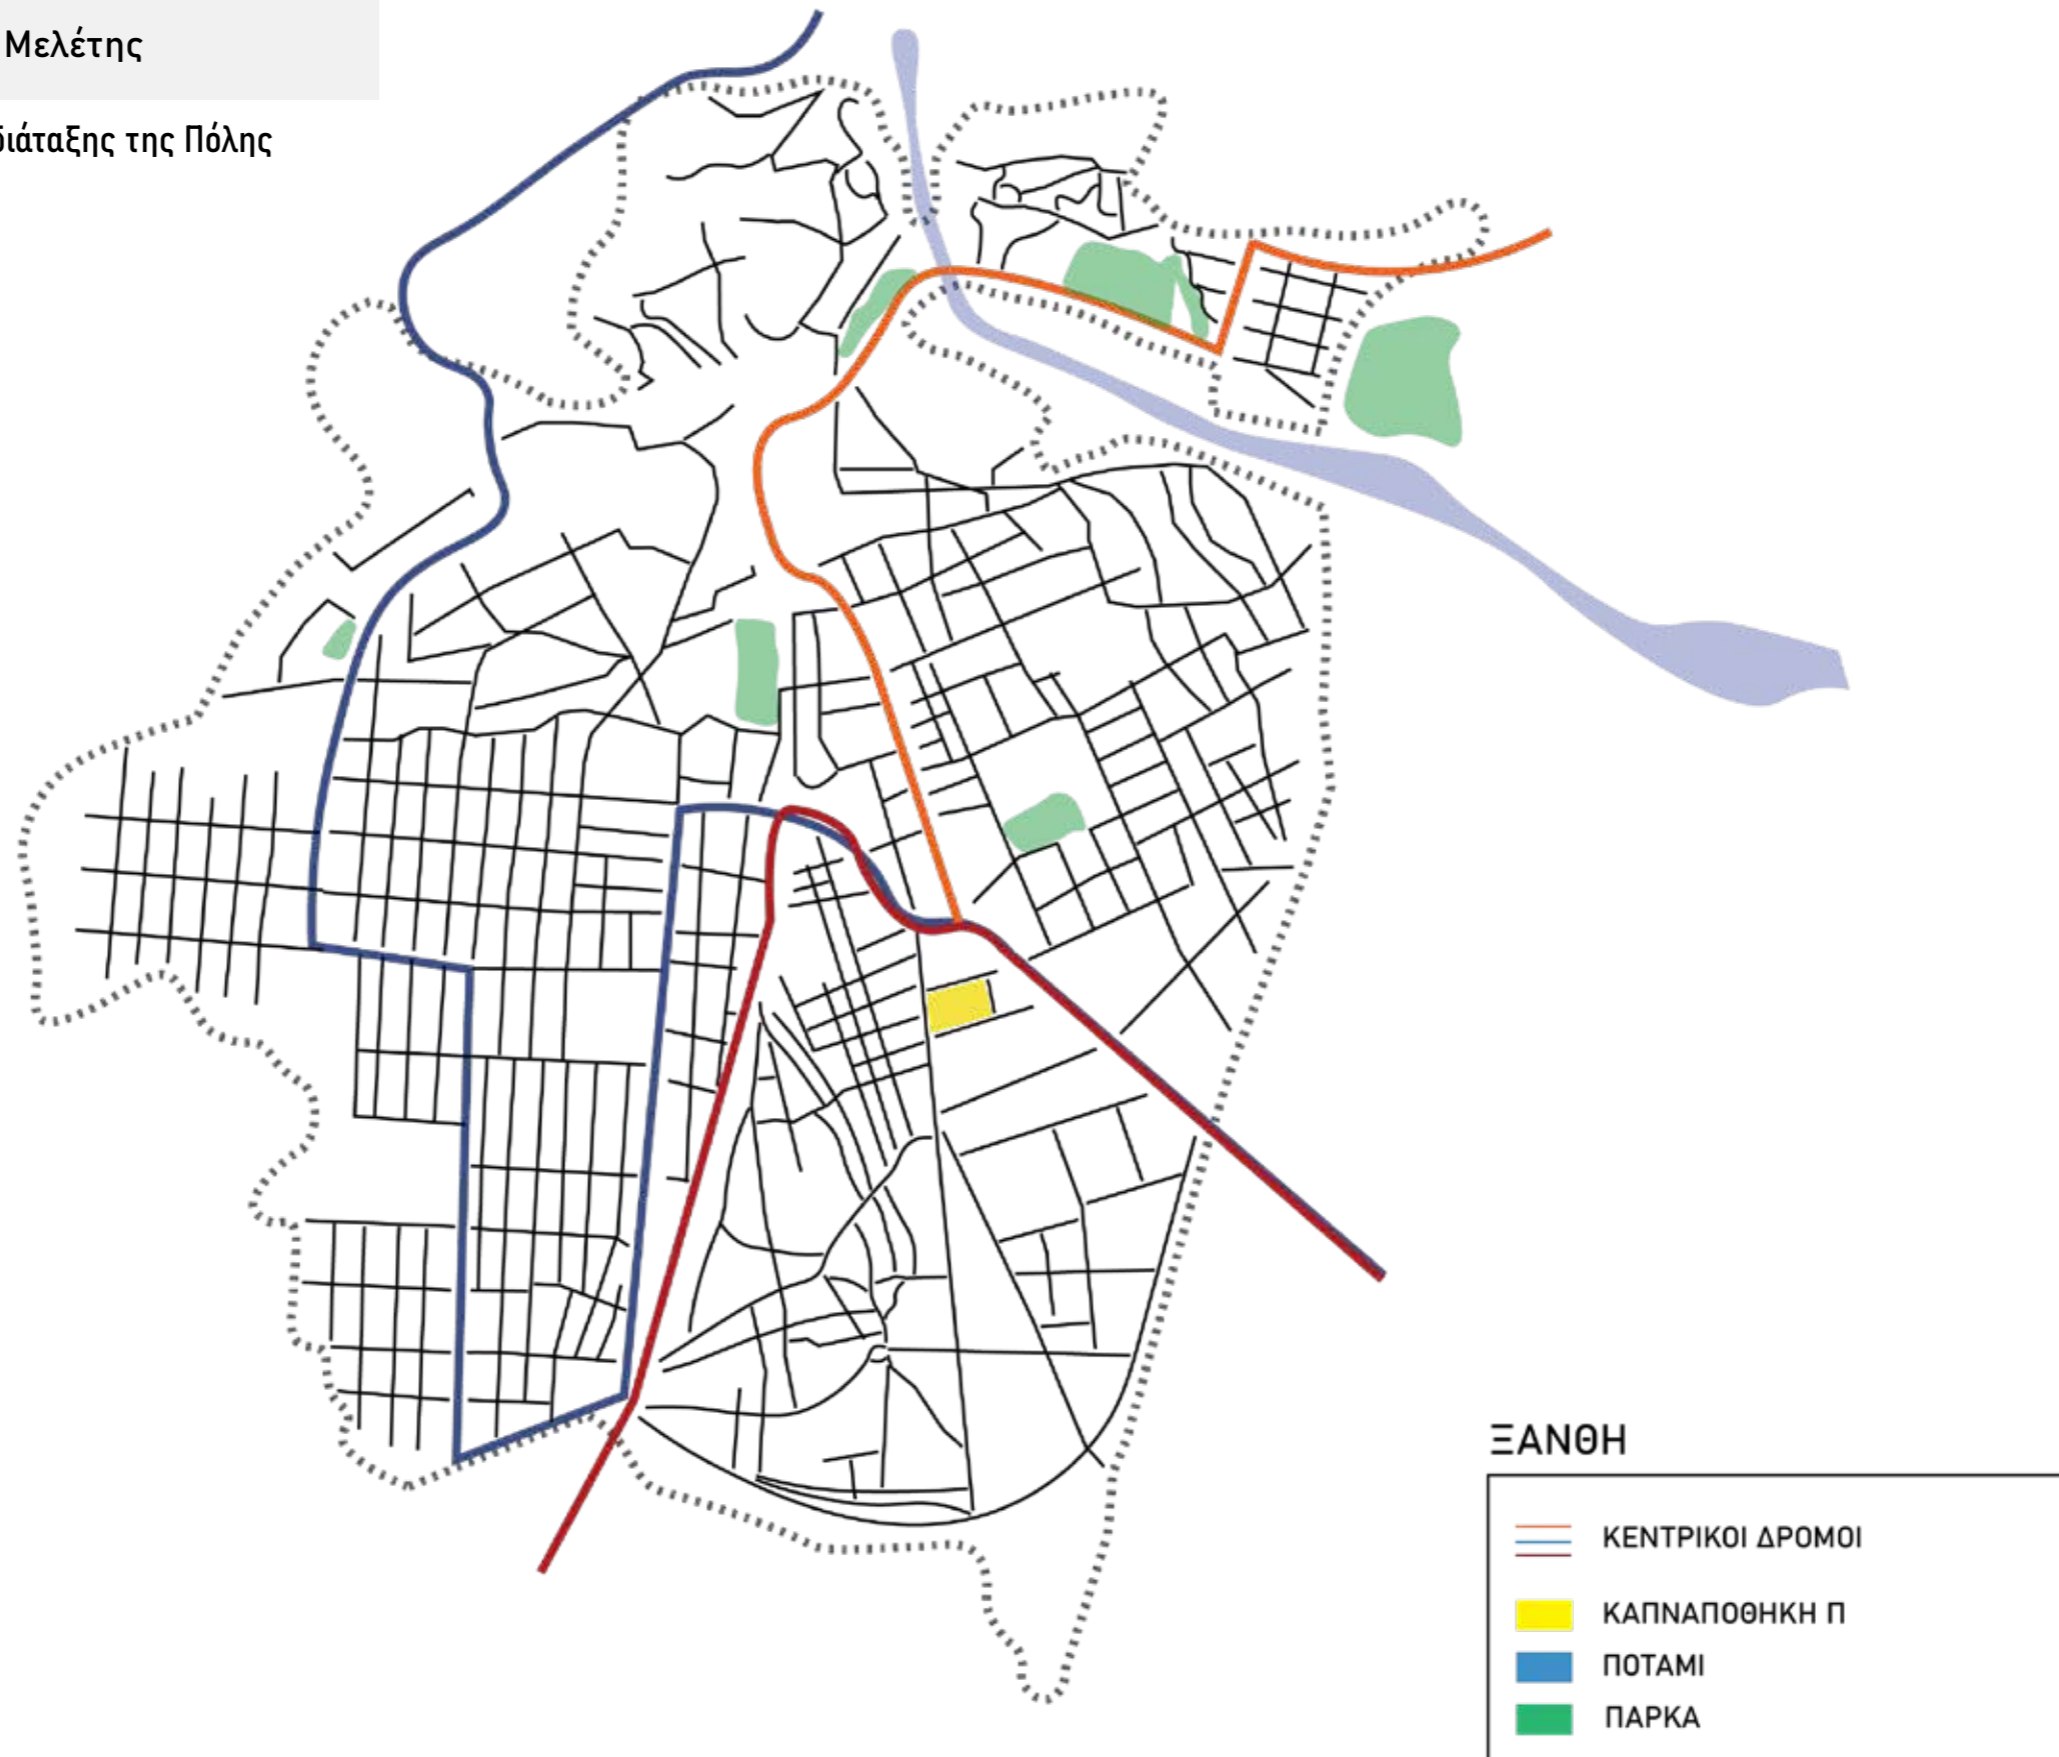 Μελέτης
διάταξης της Πόλης
ΞΑΝΘΗ
ΚΕΝΤΡΙΚΟΙ ΔΡΟΜΟΙ
ΚΑΠΝΑΠΟΘΗΚΗ Π
ΠΟΤΑΜΙ
ΠΑΡΚΑ